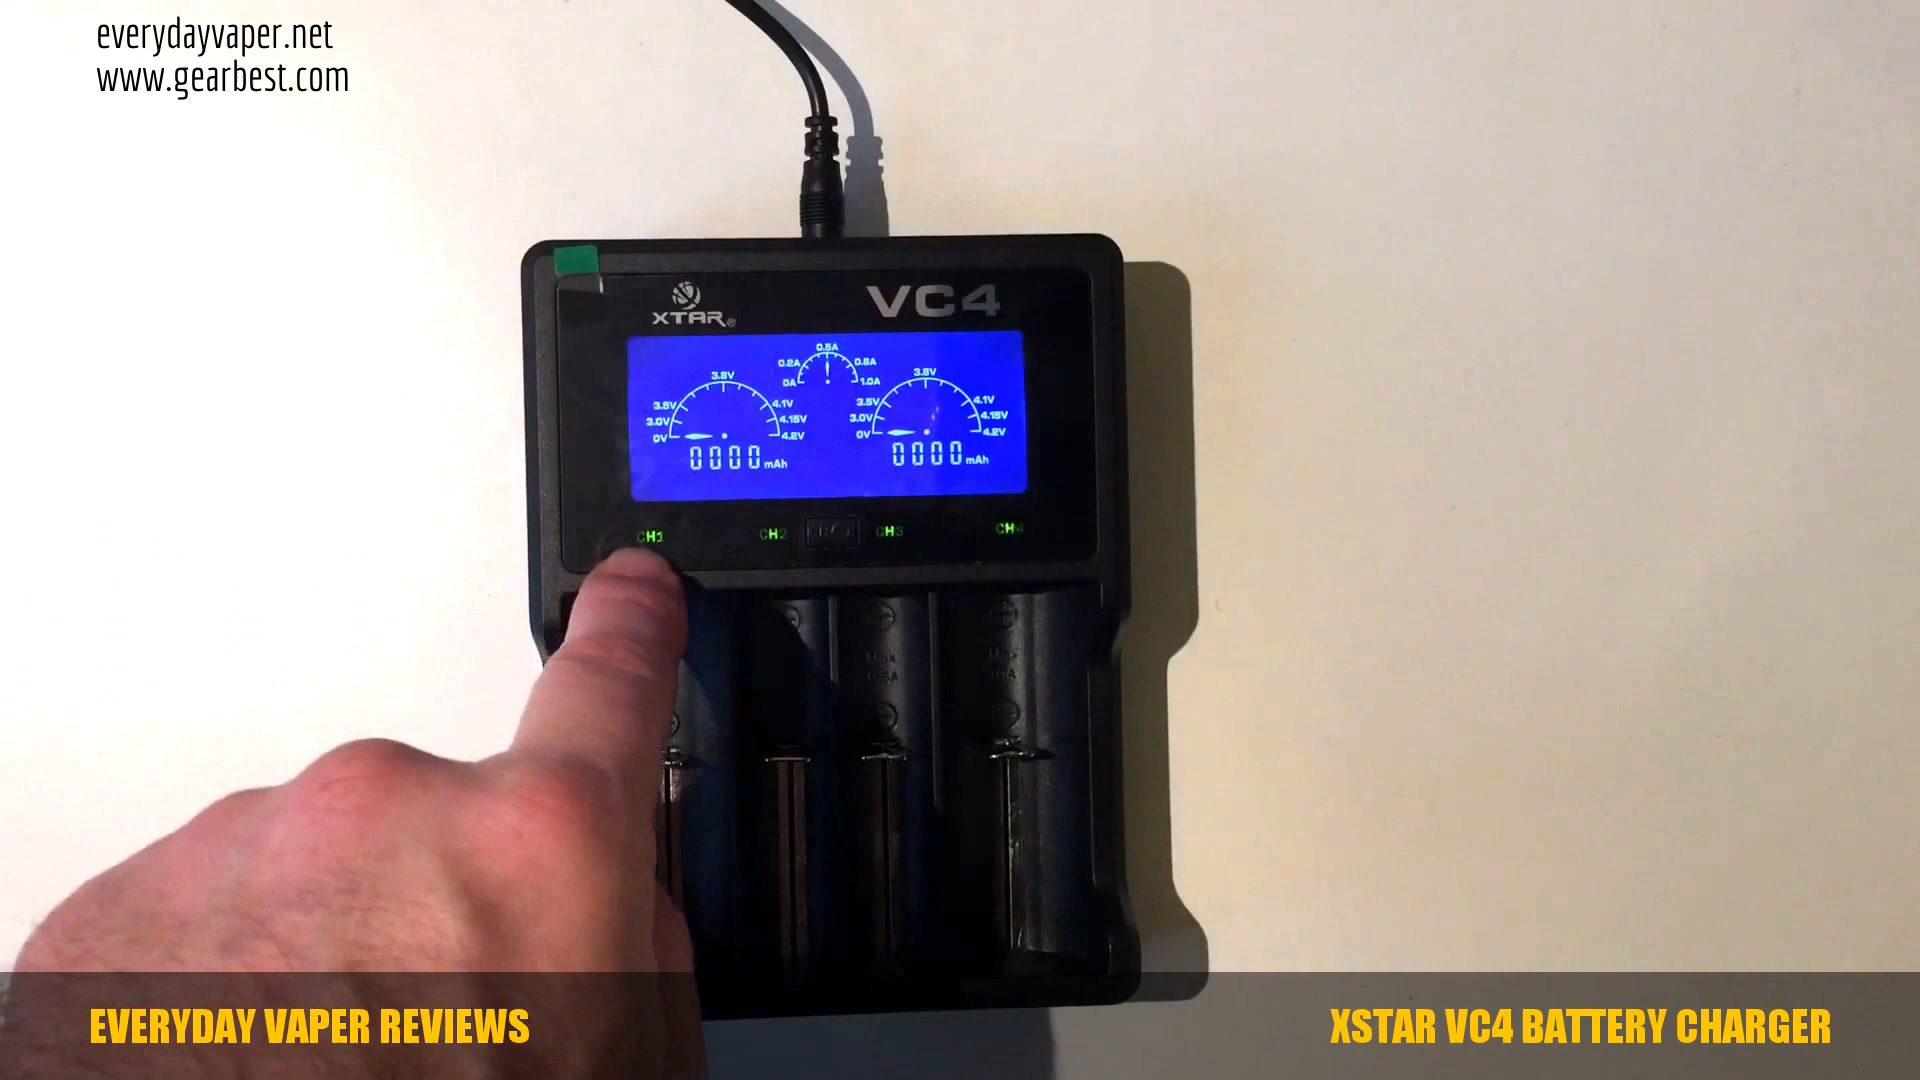 everydayvaper.net
www.gearbest.com
XTAR®
VC4
0.5A
0.2A 0.8A
0A 1.0A
3.8V
3.5V 4.1V
3.0V 4.15V
0V 4.2V
0000 mAh
3.8V
3.5V 4.1V
3.0V 4.15V
0V 4.2V
0000 mAh
CH1 CH2 CH3 CH4
Max
0.5A
EVERYDAY VAPER REVIEWS
XSTAR VC4 BATTERY CHARGER